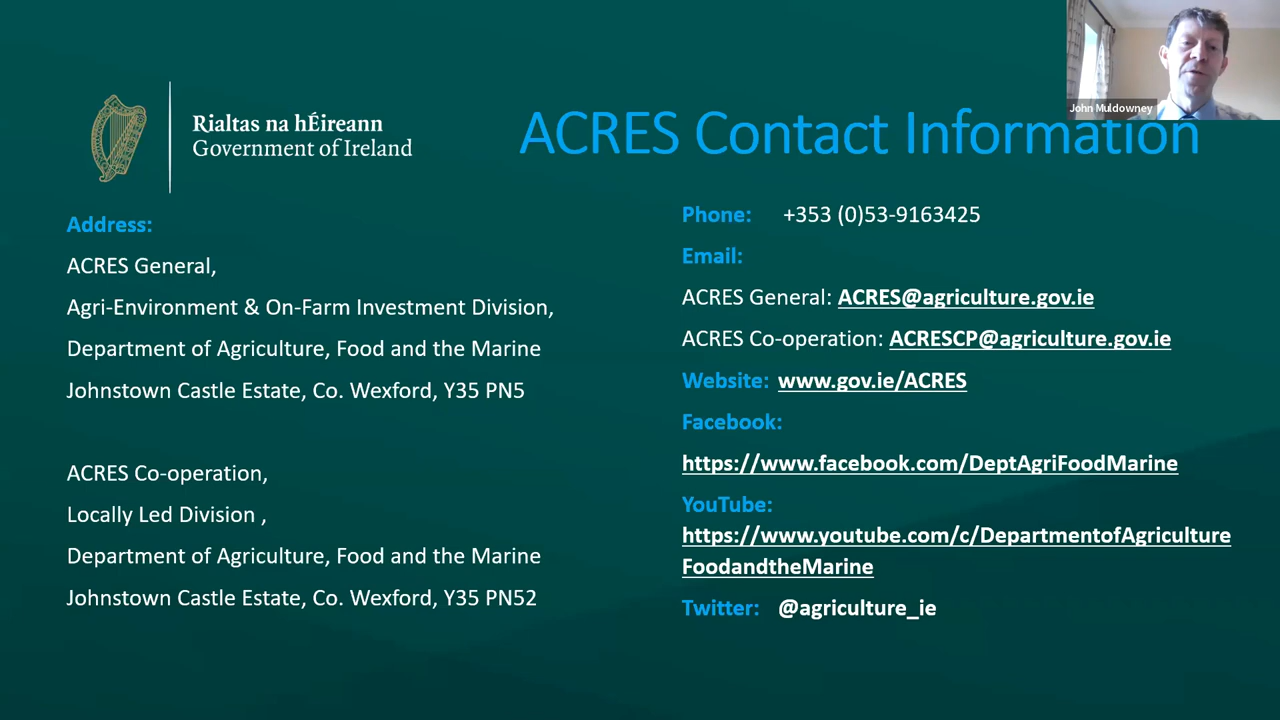 John Muldowney
Rialtas na hÉireann
Government of Ireland
ACRES Contact Information
Address:
ACRES General,
Agri-Environment & On-Farm Investment Division,
Department of Agriculture, Food and the Marine
Johnstown Castle Estate, Co. Wexford, Y35 PN5
ACRES Co-operation,
Locally Led Division ,
Department of Agriculture, Food and the Marine
Johnstown Castle Estate, Co. Wexford, Y35 PN52
Phone: +353 (0)53-9163425
Email:
ACRES General: ACRES@agriculture.gov.ie
ACRES Co-operation: ACRESCP@agriculture.gov.ie
Website: www.gov.ie/ACRES
Facebook:
https://www.facebook.com/DeptAgriFoodMarine
YouTube:
https://www.youtube.com/c/DepartmentofAgriculture
FoodandtheMarine
Twitter: @agriculture_ie